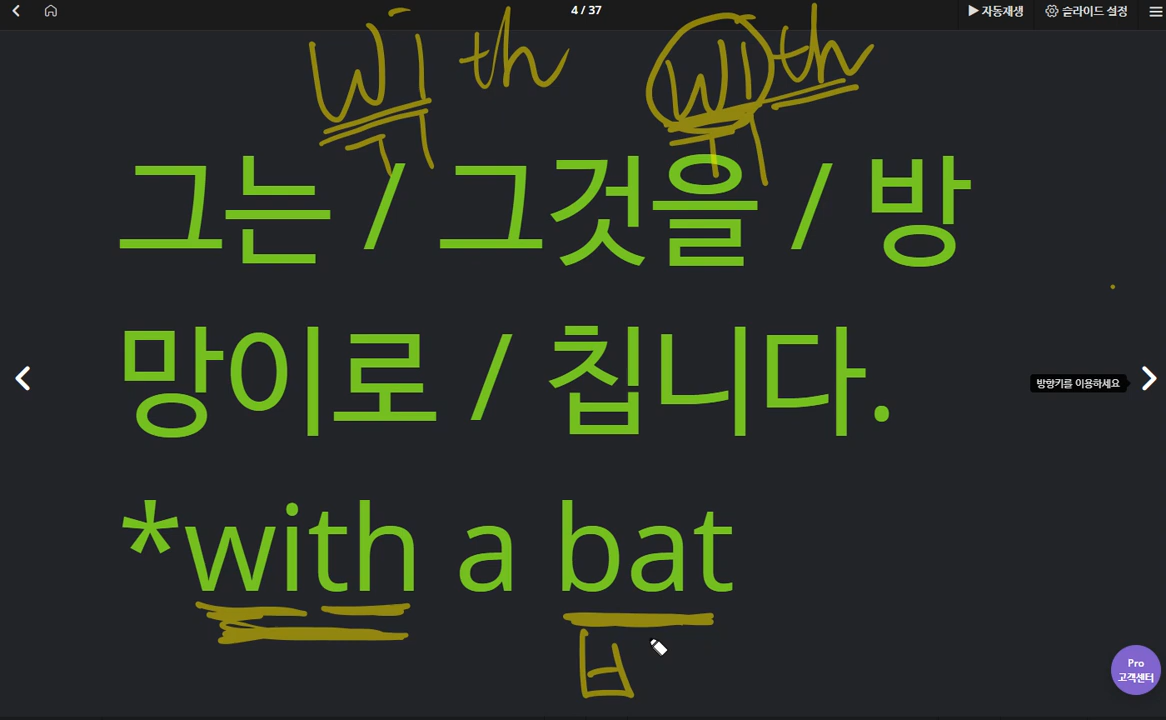 4 / 37
▶ 자동재생
슬라이드 설정
wi th with
그는 / 그것을 / 방
망이로 / 칩니다.
방향키를 이용하세요
*with a bat
ㅂ
Pro
고객센터